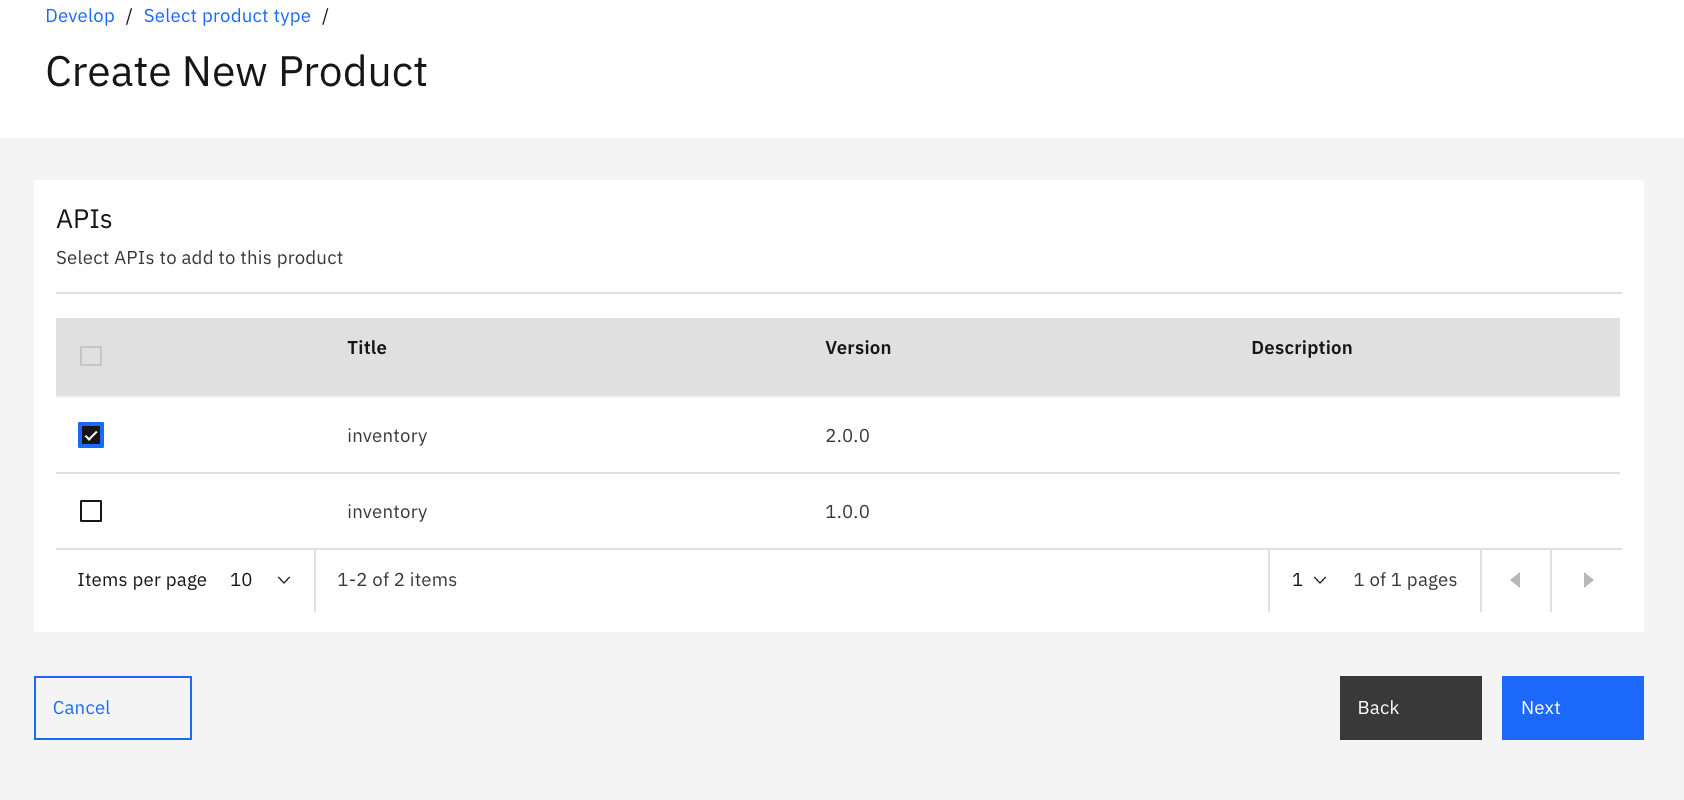 Develop / Select product type /
Create New Product
APIs
Select APIs to add to this product
Title Version Description
inventory 2.0.0
inventory 1.0.0
Items per page 10 1-2 of 2 items 1 1 of 1 pages
Cancel Back Next